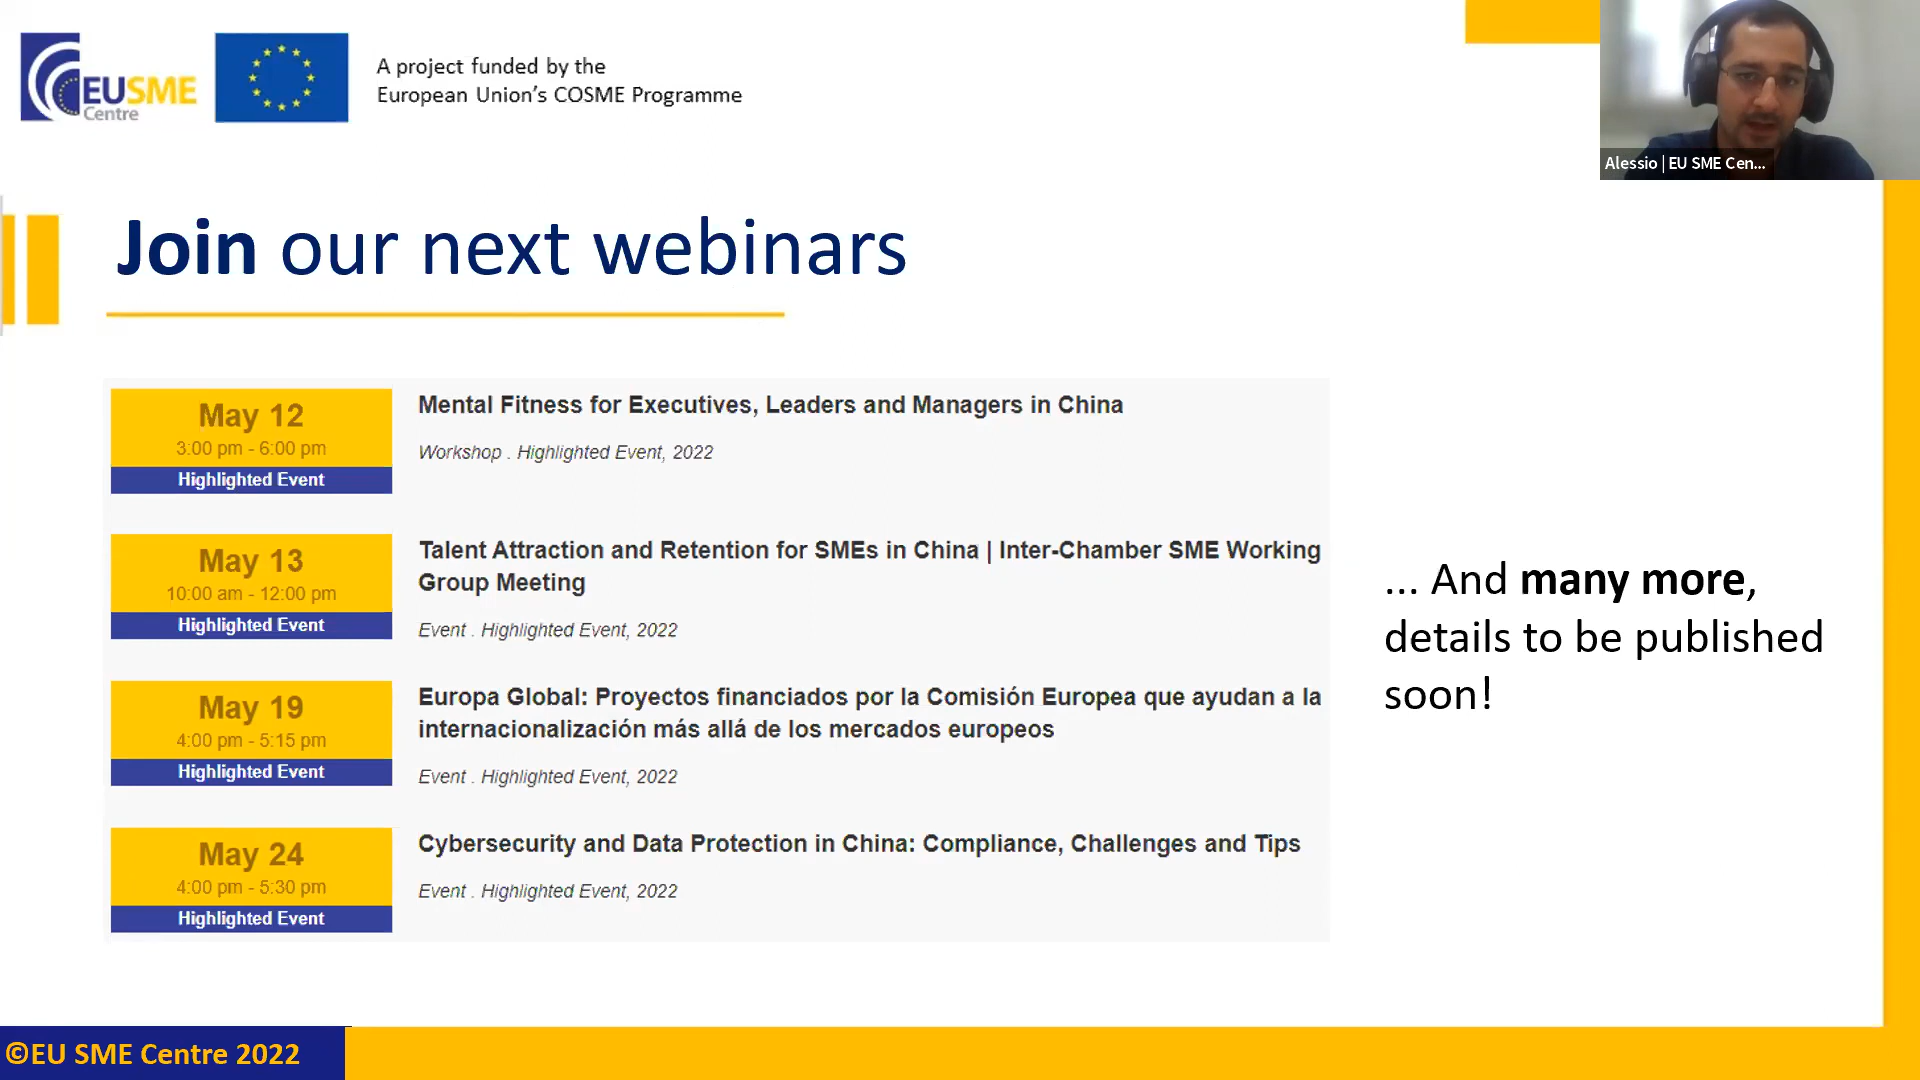 EUSME
Centre
A project funded by the
European Union's COSME Programme
Alessio | EU SME Cen...
Join our next webinars
May 12
3:00 pm - 6:00 pm
Highlighted Event
Mental Fitness for Executives, Leaders and Managers in China
Workshop . Highlighted Event, 2022
May 13
10:00 am - 12:00 pm
Highlighted Event
Talent Attraction and Retention for SMEs in China | Inter-Chamber SME Working
Group Meeting
Event . Highlighted Event, 2022
May 19
4:00 pm - 5:15 pm
Highlighted Event
Europa Global: Proyectos financiados por la Comisión Europea que ayudan a la
internacionalización más allá de los mercados europeos
Event . Highlighted Event, 2022
May 24
4:00 pm - 5:30 pm
Highlighted Event
Cybersecurity and Data Protection in China: Compliance, Challenges and Tips
Event . Highlighted Event, 2022
... And many more,
details to be published
soon!
©EU SME Centre 2022